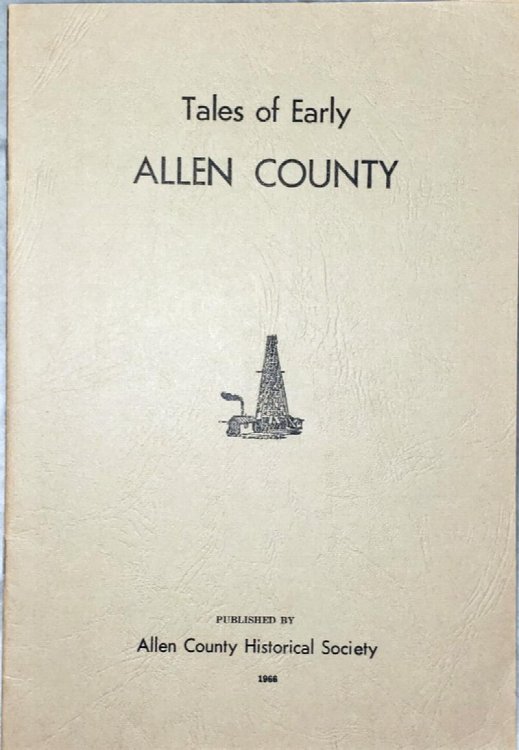 Tales of Early
ALLEN COUNTY
PUBLISHED BY
Allen County Historical Society
1966